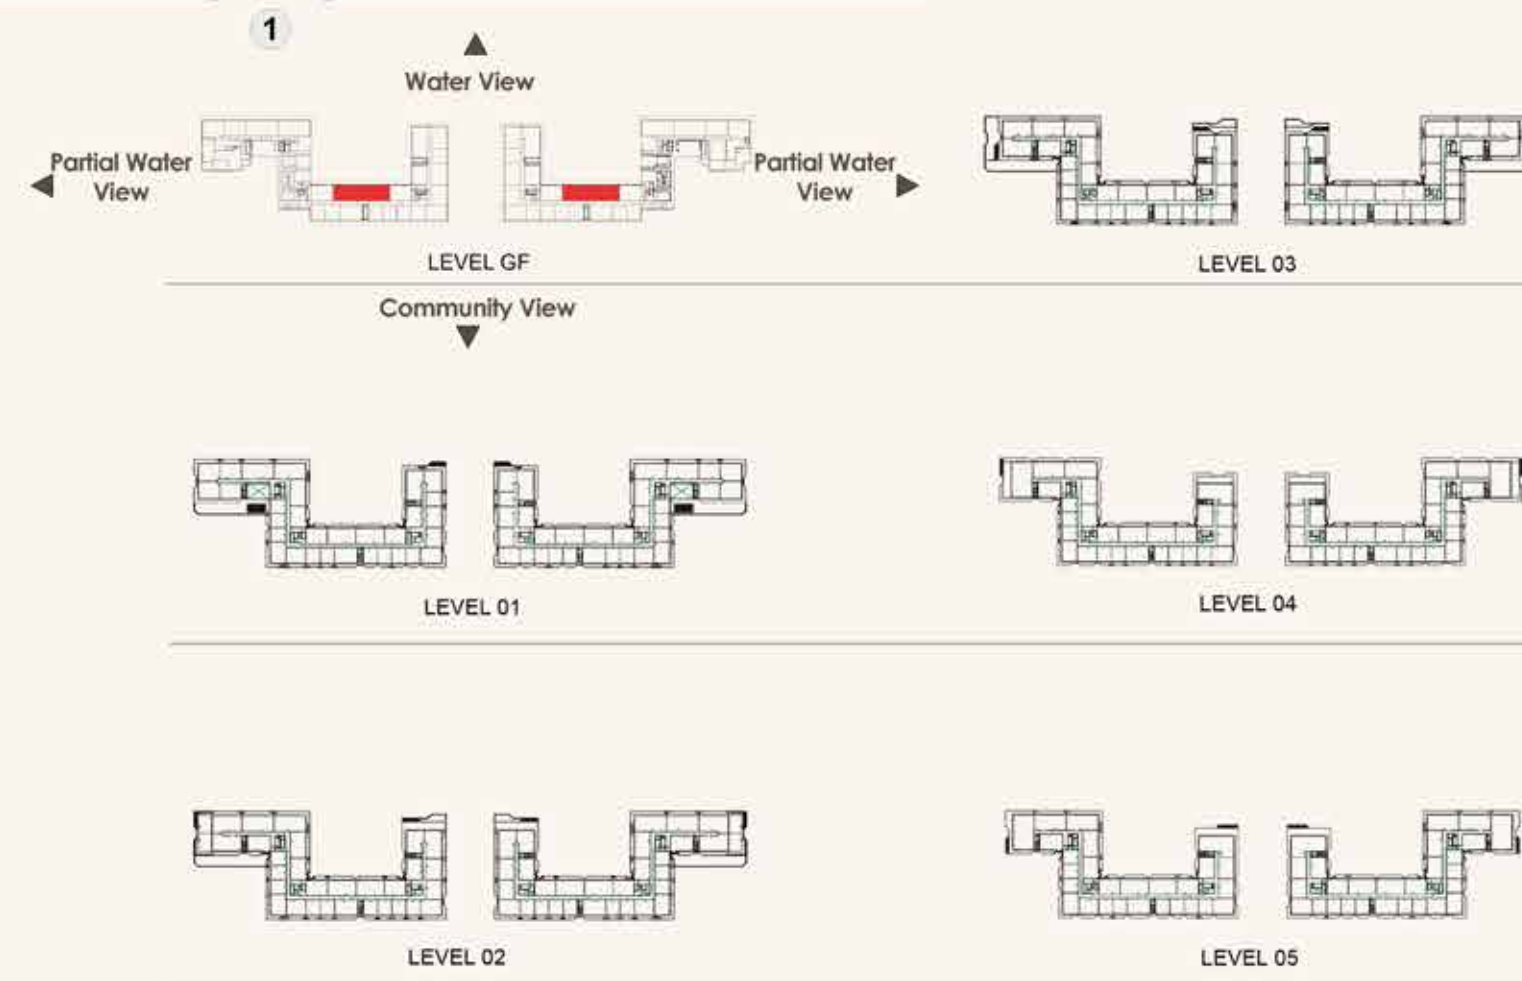 1
Water View
Partial Water
View
Partial Water
View
LEVEL GF
LEVEL 03
Community View
LEVEL 01
LEVEL 04
LEVEL 02
LEVEL 05